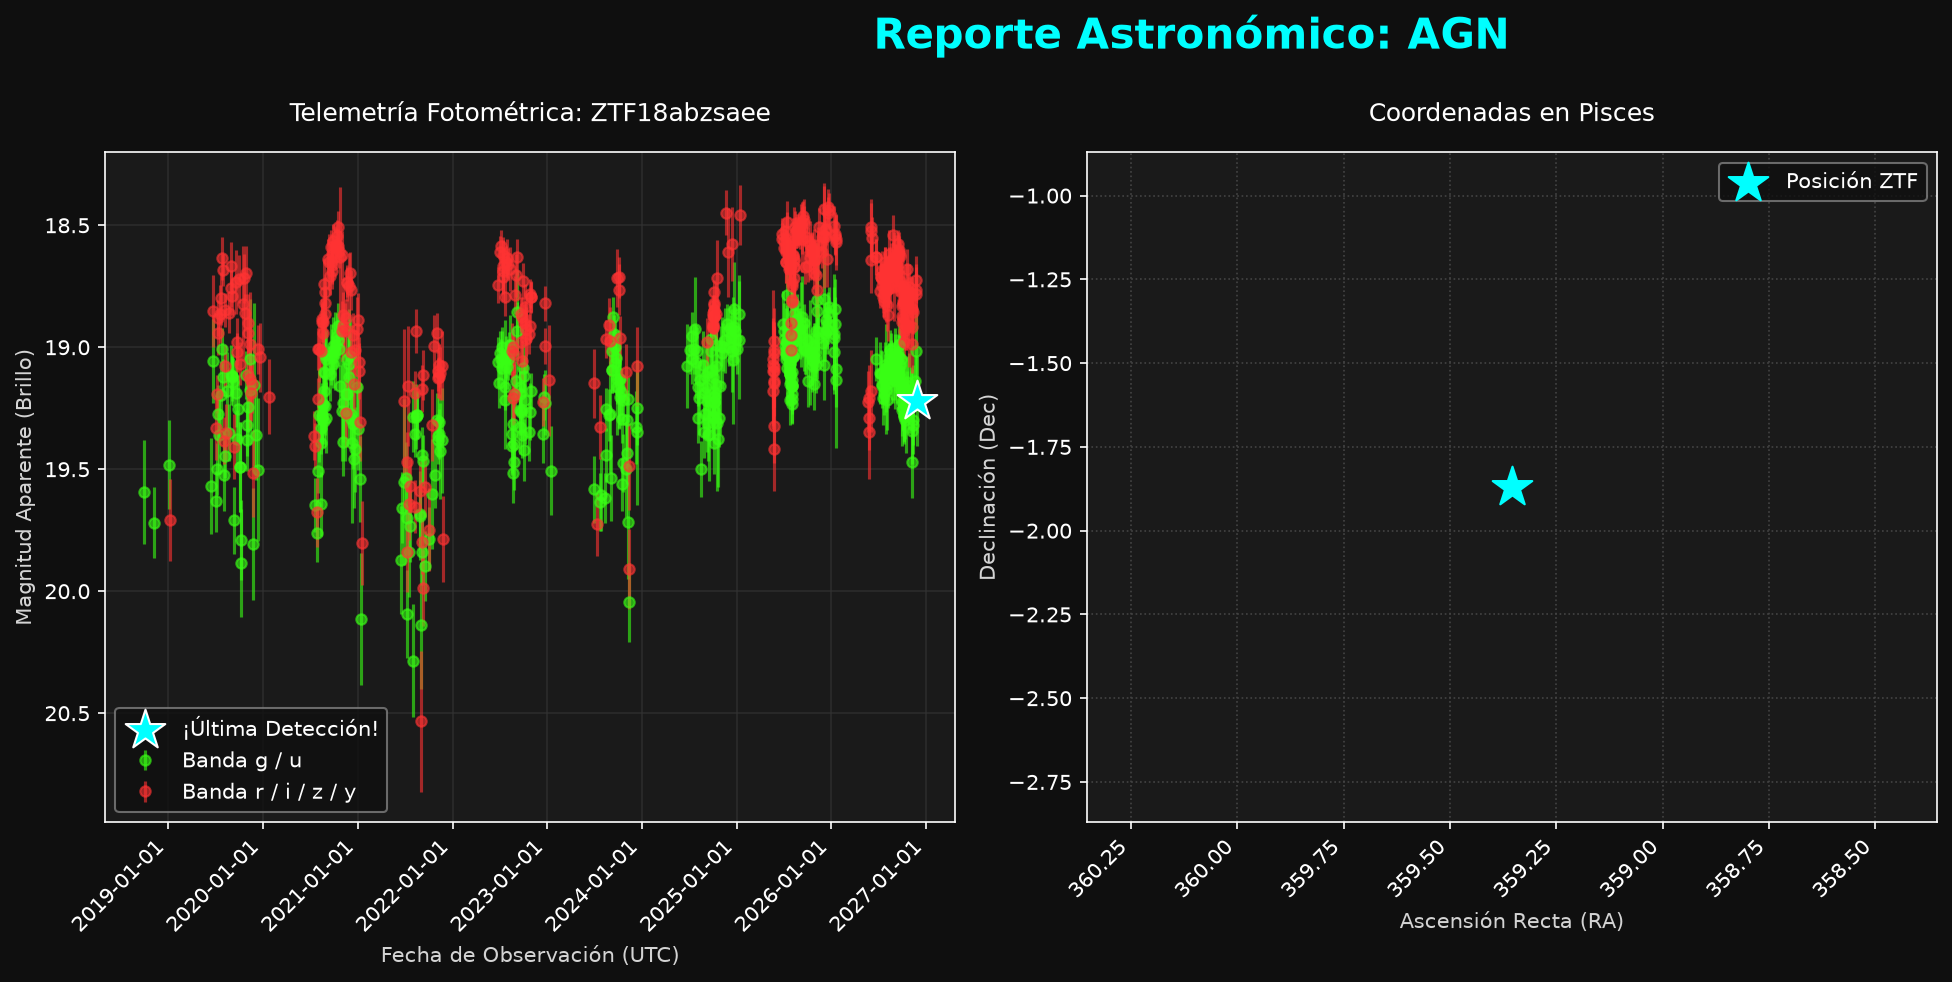 Reporte Astronómico: AGN
Telemetría Fotométrica: ZTF18abzsaee
Magnitud Aparente (Brillo)
18.5
19.0
19.5
20.0
20.5
¡Última Detección!
Banda g / u
Banda r / i / z / y
2019-01-01
2020-01-01
2021-01-01
2022-01-01
2023-01-01
2024-01-01
2025-01-01
2026-01-01
2027-01-01
Fecha de Observación (UTC)
Coordenadas en Pisces
Declinación (Dec)
−1.00
−1.25
−1.50
−1.75
−2.00
−2.25
−2.50
−2.75
Posición ZTF
360.25
360.00
359.75
359.50
359.25
359.00
358.75
358.50
Ascensión Recta (RA)